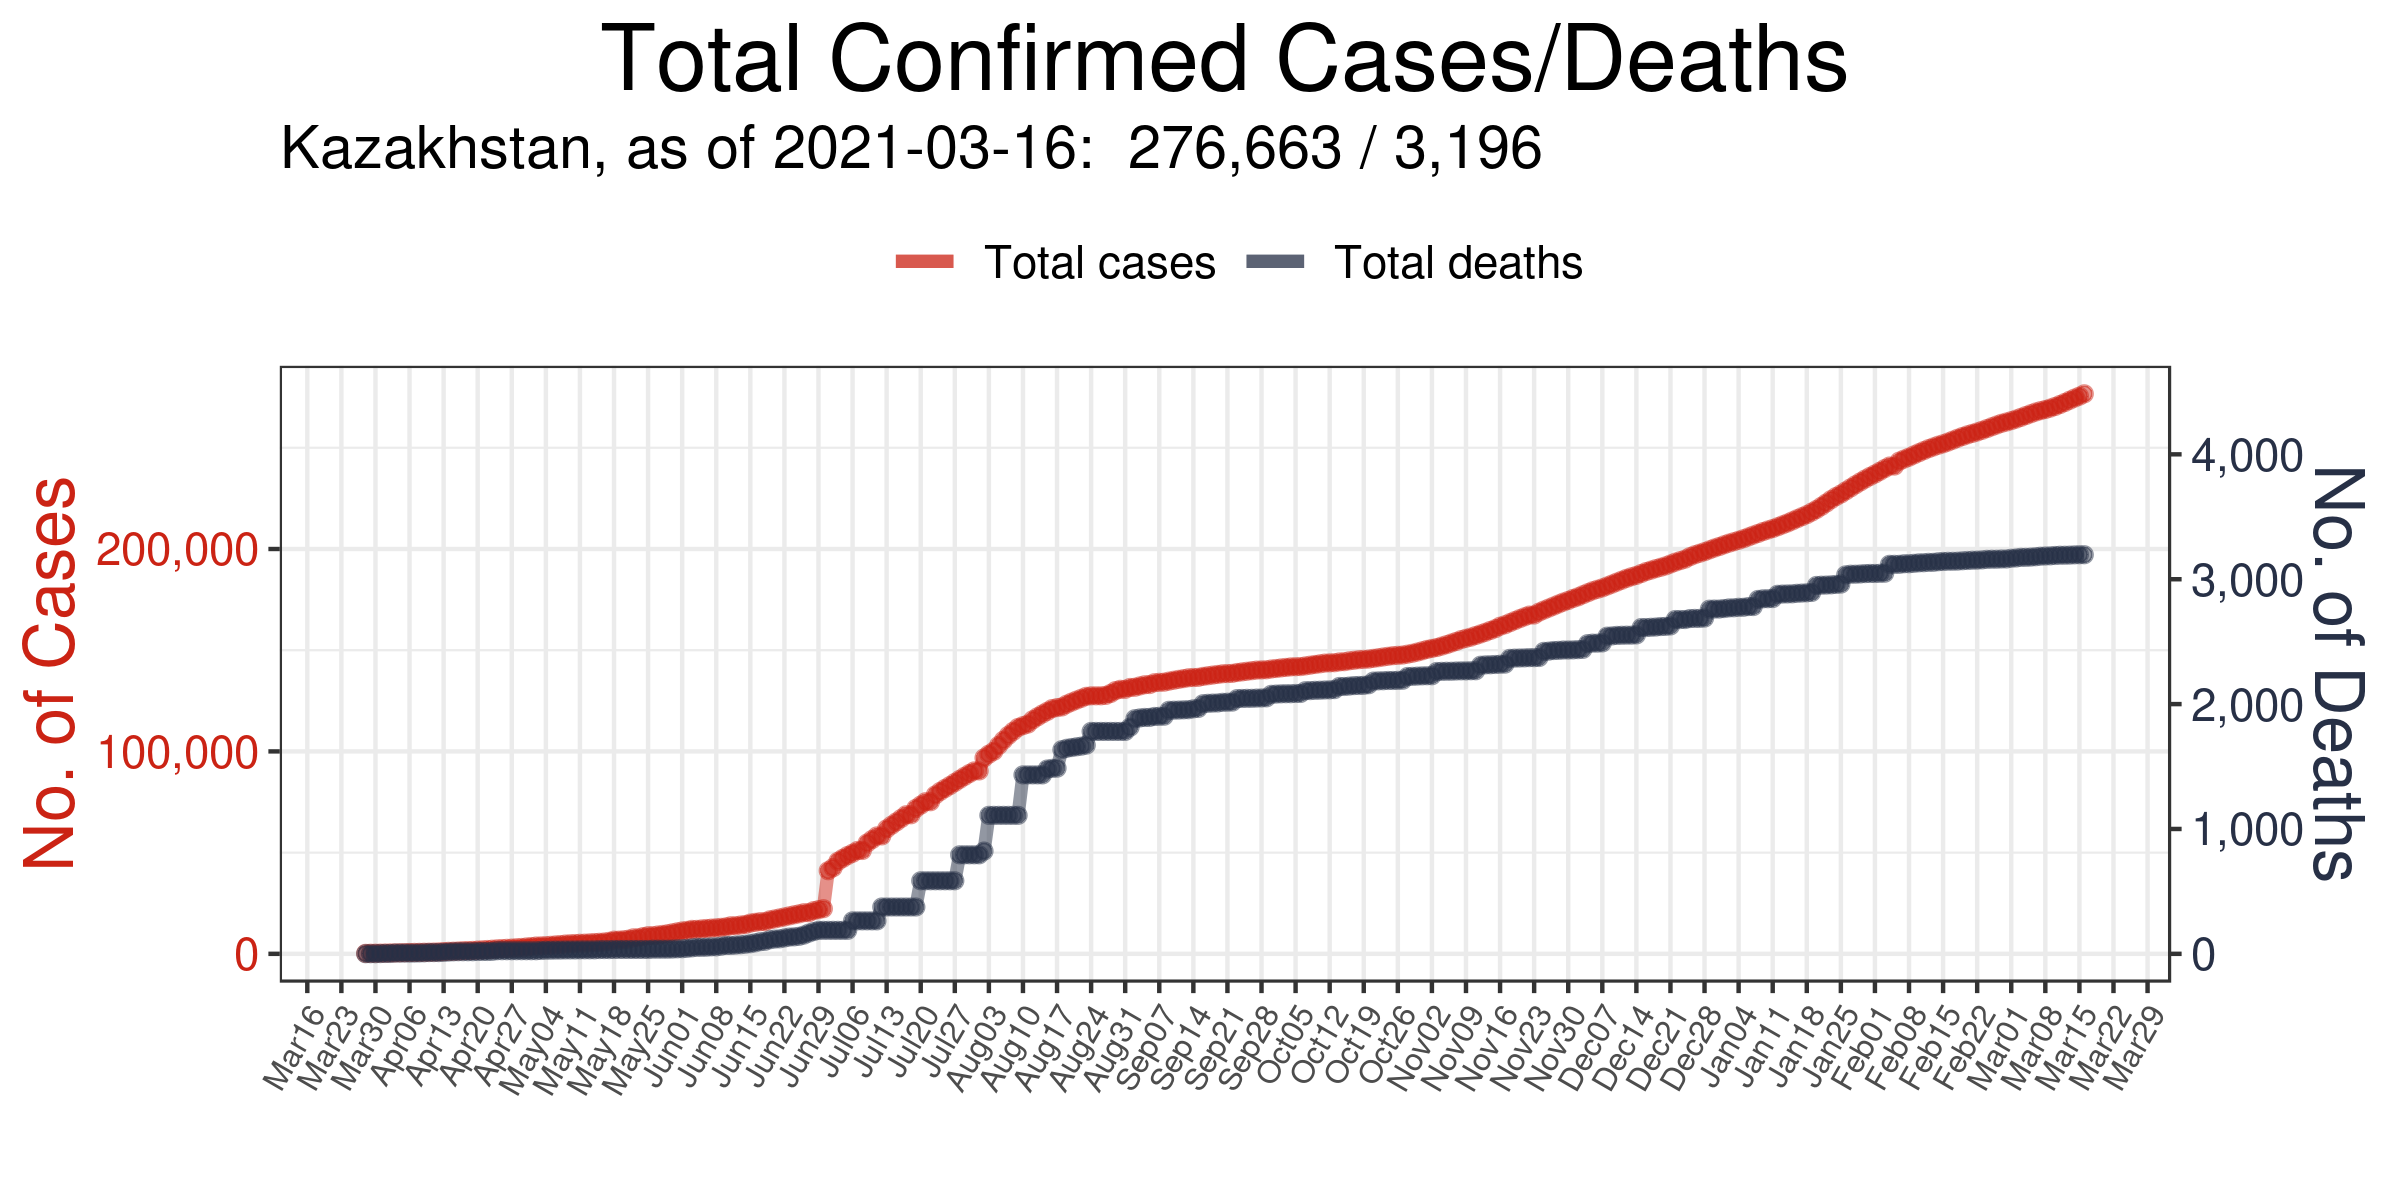 Total Confirmed Cases/Deaths
Kazakhstan, as of 2021-03-16:  276,663 / 3,196
Total cases
Total deaths
No. of Cases
200,000
100,000
0
4,000
3,000
2,000
1,000
0
No. of Deaths
Mar16
Mar23
Mar30
Apr06
Apr13
Apr20
Apr27
May04
May11
May18
May25
Jun01
Jun08
Jun15
Jun22
Jun29
Jul06
Jul13
Jul20
Jul27
Aug03
Aug10
Aug17
Aug24
Aug31
Sep07
Sep14
Sep21
Sep28
Oct05
Oct12
Oct19
Oct26
Nov02
Nov09
Nov16
Nov23
Nov30
Dec07
Dec14
Dec21
Dec28
Jan04
Jan11
Jan18
Jan25
Feb01
Feb08
Feb15
Feb22
Mar01
Mar08
Mar15
Mar22
Mar29